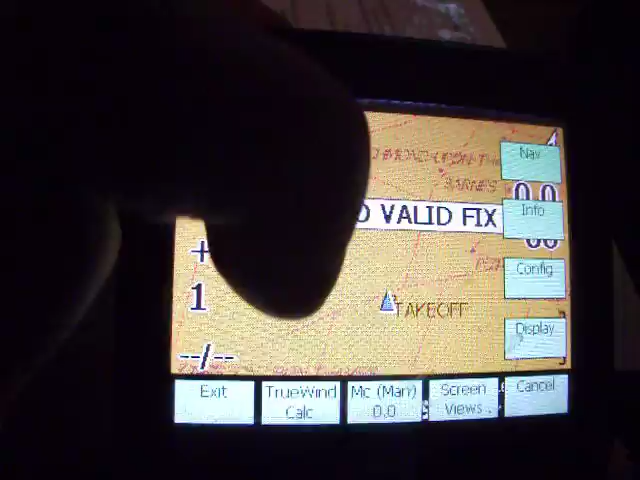 Nav
BARNES
0.0
VALID FIX
Info
+
1
Config
TAKEOFF
Display
--/--
Exit
TrueWind
Calc
Mc (Man)
0.0
Screen
Views
Cancel